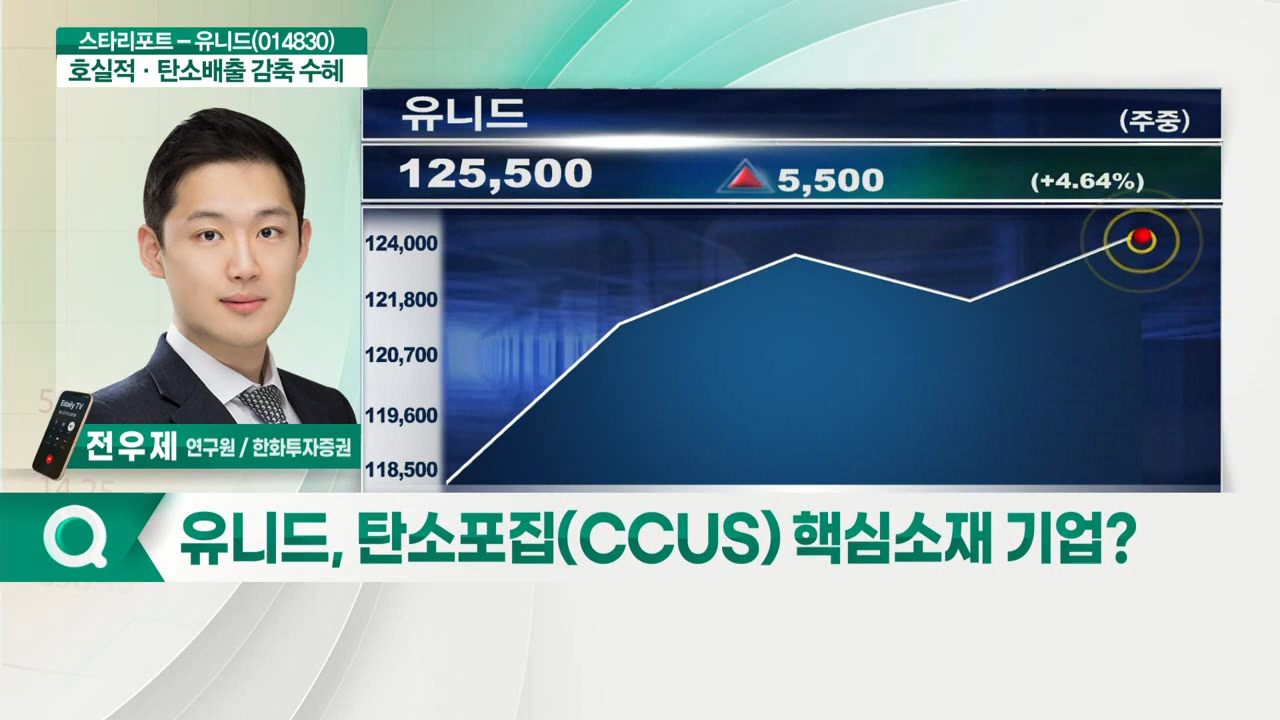 스타리포트 – 유니드(014830)
호실적 · 탄소배출 감축 수혜
유니드 (주중)
125,500 5,500 (+4.64%)
124,000
121,800
120,700
119,600
118,500
Edaily TV
전우제 연구원 / 한화투자증권
유니드, 탄소포집(CCUS) 핵심소재 기업?